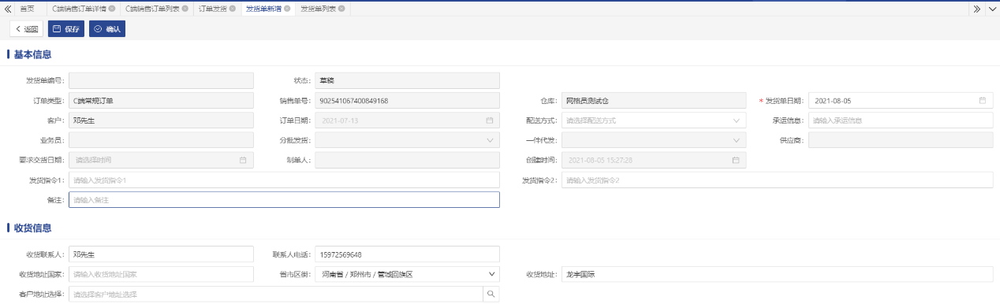 首页 C端销售订单详情 C端销售订单列表 订单发货 发货单新增 发货单列表
返回 保存 确认
基本信息
发货单编号: 状态: 草稿
订单类型: C端常规订单 销售单号: 902541067400849168 仓库: 网格员测试仓 * 发货单日期: 2021-08-05
客户: 邓先生 订单日期: 2021-07-13 配送方式: 请选择配送方式 承运信息: 请输入承运信息
业务员: 分批发货: 一件代发: 供应商:
要求交货日期: 请选择时间 制单人: 创建时间: 2021-08-05 15:27:28
发货指令1: 请输入发货指令1 发货指令2: 请输入发货指令2
备注: 请输入备注
收货信息
收货联系人: 邓先生 联系人电话: 15972569648
收货地址国家: 请输入收货地址国家 省市区街: 河南省 / 郑州市 / 管城回族区 收货地址: 龙宇国际
客户地址选择: 请选择客户地址选择